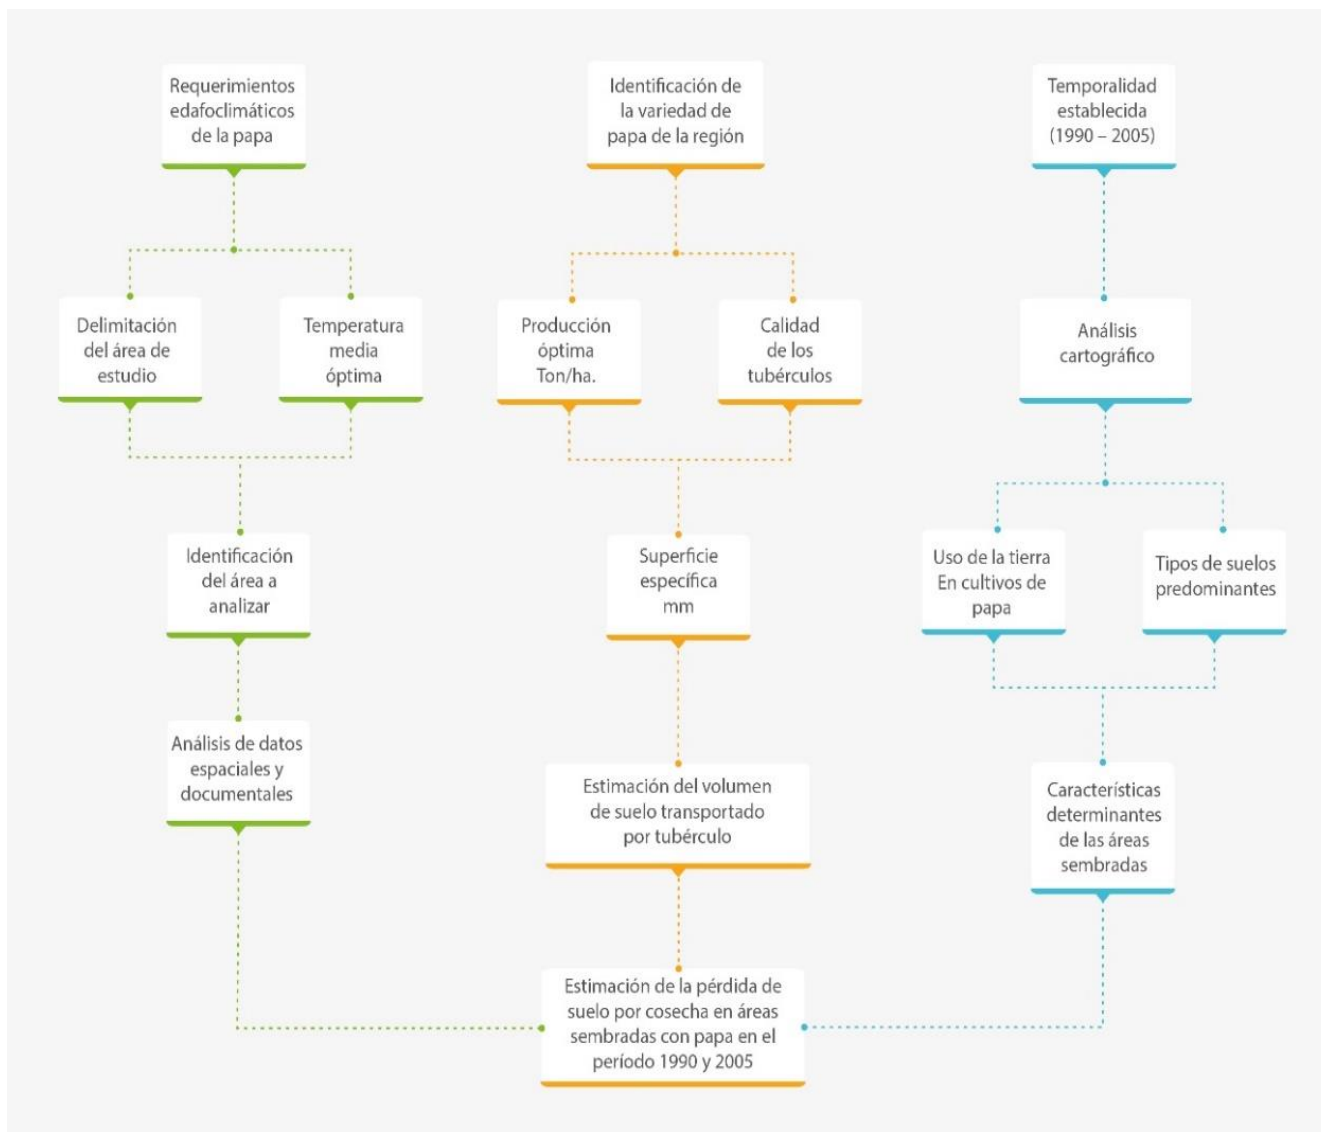 Requerimientos
edafoclimáticos
de la papa
Identificación de
la variedad de
papa de la región
Temporalidad
establecida
(1990 – 2005)
Delimitación
del área de
estudio
Temperatura
media
óptima
Producción
óptima
Ton/ha.
Calidad
de los
tubérculos
Análisis
cartográfico
Identificación
del área a
analizar
Superficie
específica
mm
Uso de la tierra
En cultivos de
papa
Tipos de suelos
predominantes
Análisis de datos
espaciales y
documentales
Estimación del volumen
de suelo transportado
por tubérculo
Características
determinantes
de las áreas
sembradas
Estimación de la pérdida de
suelo por cosecha en áreas
sembradas con papa en el
período 1990 y 2005